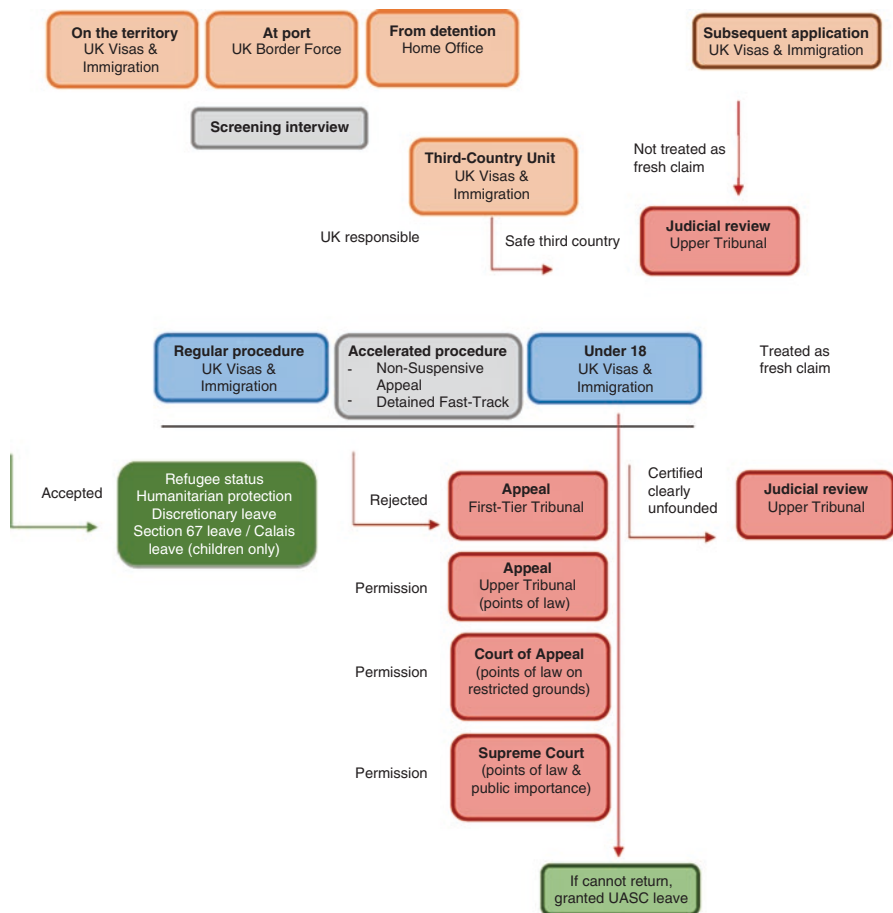 On the territory
UK Visas &
Immigration
At port
UK Border Force
From detention
Home Office
Subsequent application
UK Visas & Immigration
Screening interview
Not treated as
fresh claim
Third-Country Unit
UK Visas &
Immigration
UK responsible
Safe third country
Judicial review
Upper Tribunal
Regular procedure
UK Visas &
Immigration
Accelerated procedure
- Non-Suspensive
Appeal
- Detained Fast-Track
Under 18
UK Visas &
Immigration
Treated as
fresh claim
Accepted
Refugee status
Humanitarian protection
Discretionary leave
Section 67 leave / Calais
leave (children only)
Rejected
Appeal
First-Tier Tribunal
Certified
clearly
unfounded
Judicial review
Upper Tribunal
Permission
Appeal
Upper Tribunal
(points of law)
Permission
Court of Appeal
(points of law on
restricted grounds)
Permission
Supreme Court
(points of law &
public importance)
If cannot return,
granted UASC leave